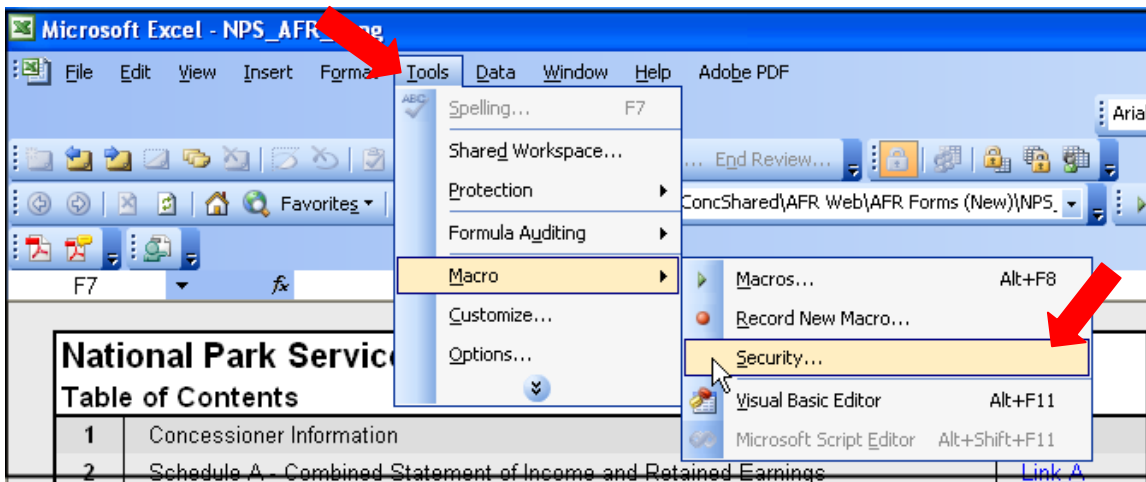 Microsoft Excel - NPS_AFR
File Edit View Insert Format Tools Data Window Help Adobe PDF
ABC Spelling... F7
Aria
Shared Workspace...
... End Review...
Protection
Favorites
ConcShared\AFR Web\AFR Forms (New)\NPS_
Formula Auditing
F7 fx
Macro
Macros... Alt+F8
Customize...
Record New Macro...
Options...
Security...
Visual Basic Editor Alt+F11
Microsoft Script Editor Alt+Shift+F11
National Park Service
Table of Contents
1 Concessioner Information
2 Schedule A - Combined Statement of Income and Retained Earnings Link A